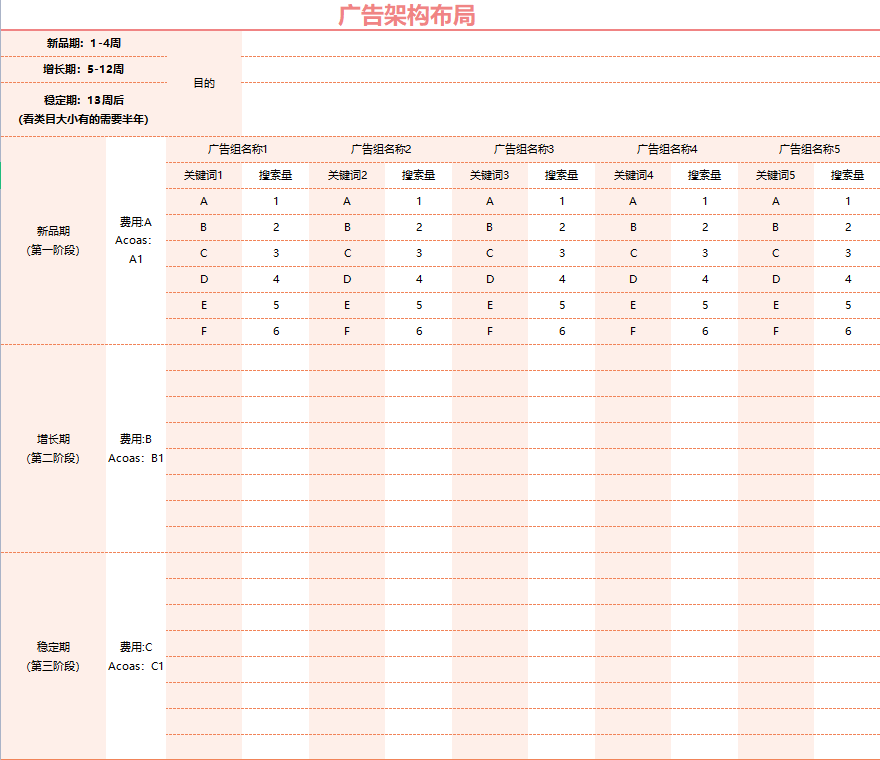 广告架构布局
新品期：1-4周
增长期：5-12周
目的
稳定期：13周后
(看类目大小有的需要半年)
广告组名称1 广告组名称2 广告组名称3 广告组名称4 广告组名称5
关键词1 搜索量 关键词2 搜索量 关键词3 搜索量 关键词4 搜索量 关键词5 搜索量
A 1 A 1 A 1 A 1 A 1
B 2 B 2 B 2 B 2 B 2
C 3 C 3 C 3 C 3 C 3
D 4 D 4 D 4 D 4 D 4
E 5 E 5 E 5 E 5 E 5
F 6 F 6 F 6 F 6 F 6
新品期
(第一阶段)
费用:A
Acoas：
A1
增长期
(第二阶段)
费用:B
Acoas：B1
稳定期
(第三阶段)
费用:C
Acoas：C1